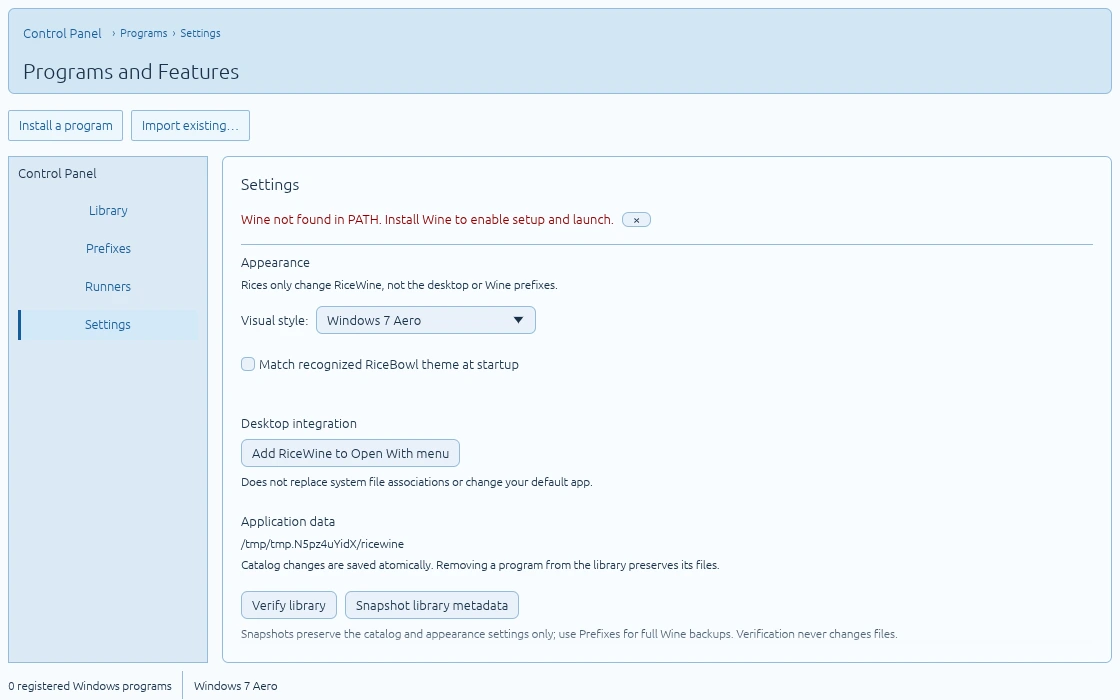 Control Panel › Programs › Settings
Programs and Features
Install a program
Import existing…
Control Panel
Library
Prefixes
Runners
Settings
Settings
Wine not found in PATH. Install Wine to enable setup and launch. ×
Appearance
Rices only change RiceWine, not the desktop or Wine prefixes.
Visual style: Windows 7 Aero
Match recognized RiceBowl theme at startup
Desktop integration
Add RiceWine to Open With menu
Does not replace system file associations or change your default app.
Application data
/tmp/tmp.N5pz4uYidX/ricewine
Catalog changes are saved atomically. Removing a program from the library preserves its files.
Verify library
Snapshot library metadata
Snapshots preserve the catalog and appearance settings only; use Prefixes for full Wine backups. Verification never changes files.
0 registered Windows programs
Windows 7 Aero